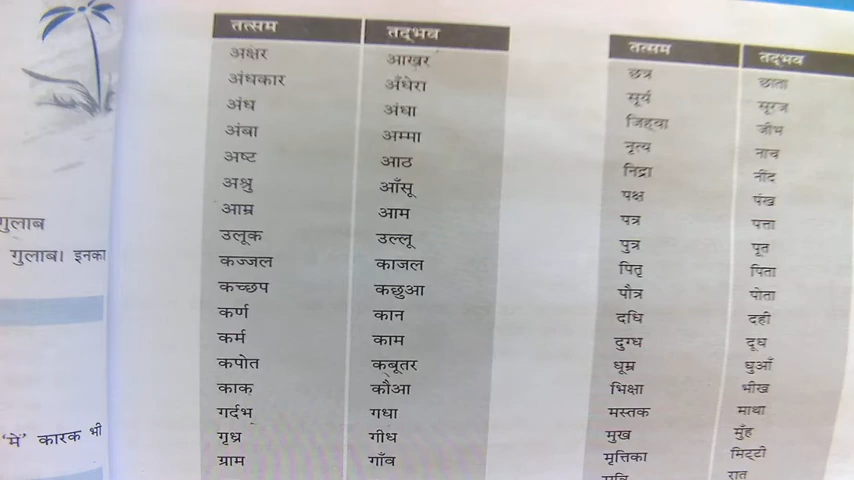 गुलाब
गुलाब। इनका
'में' कारक भी
तत्सम तद्भव
अक्षर आखर
अंधकार अँधेरा
अंध अंधा
अंबा अम्मा
अष्ट आठ
अश्रु आँसू
आम्र आम
उलूक उल्लू
कज्जल काजल
कच्छप कछुआ
कर्ण कान
कर्म काम
कपोत कबूतर
काक कौआ
गर्दभ गधा
गृध्र गीध
ग्राम गाँव
तत्सम तद्भव
छत्र छाता
सूर्य सूरज
जिह्वा जीभ
नृत्य नाच
निद्रा नींद
पक्ष पंख
पत्र पत्ता
पुत्र पूत
पितृ पिता
पौत्र पोता
दधि दही
दुग्ध दूध
धूम्र धुआँ
भिक्षा भीख
मस्तक माथा
मुख मुँह
मृत्तिका मिट्टी
रात